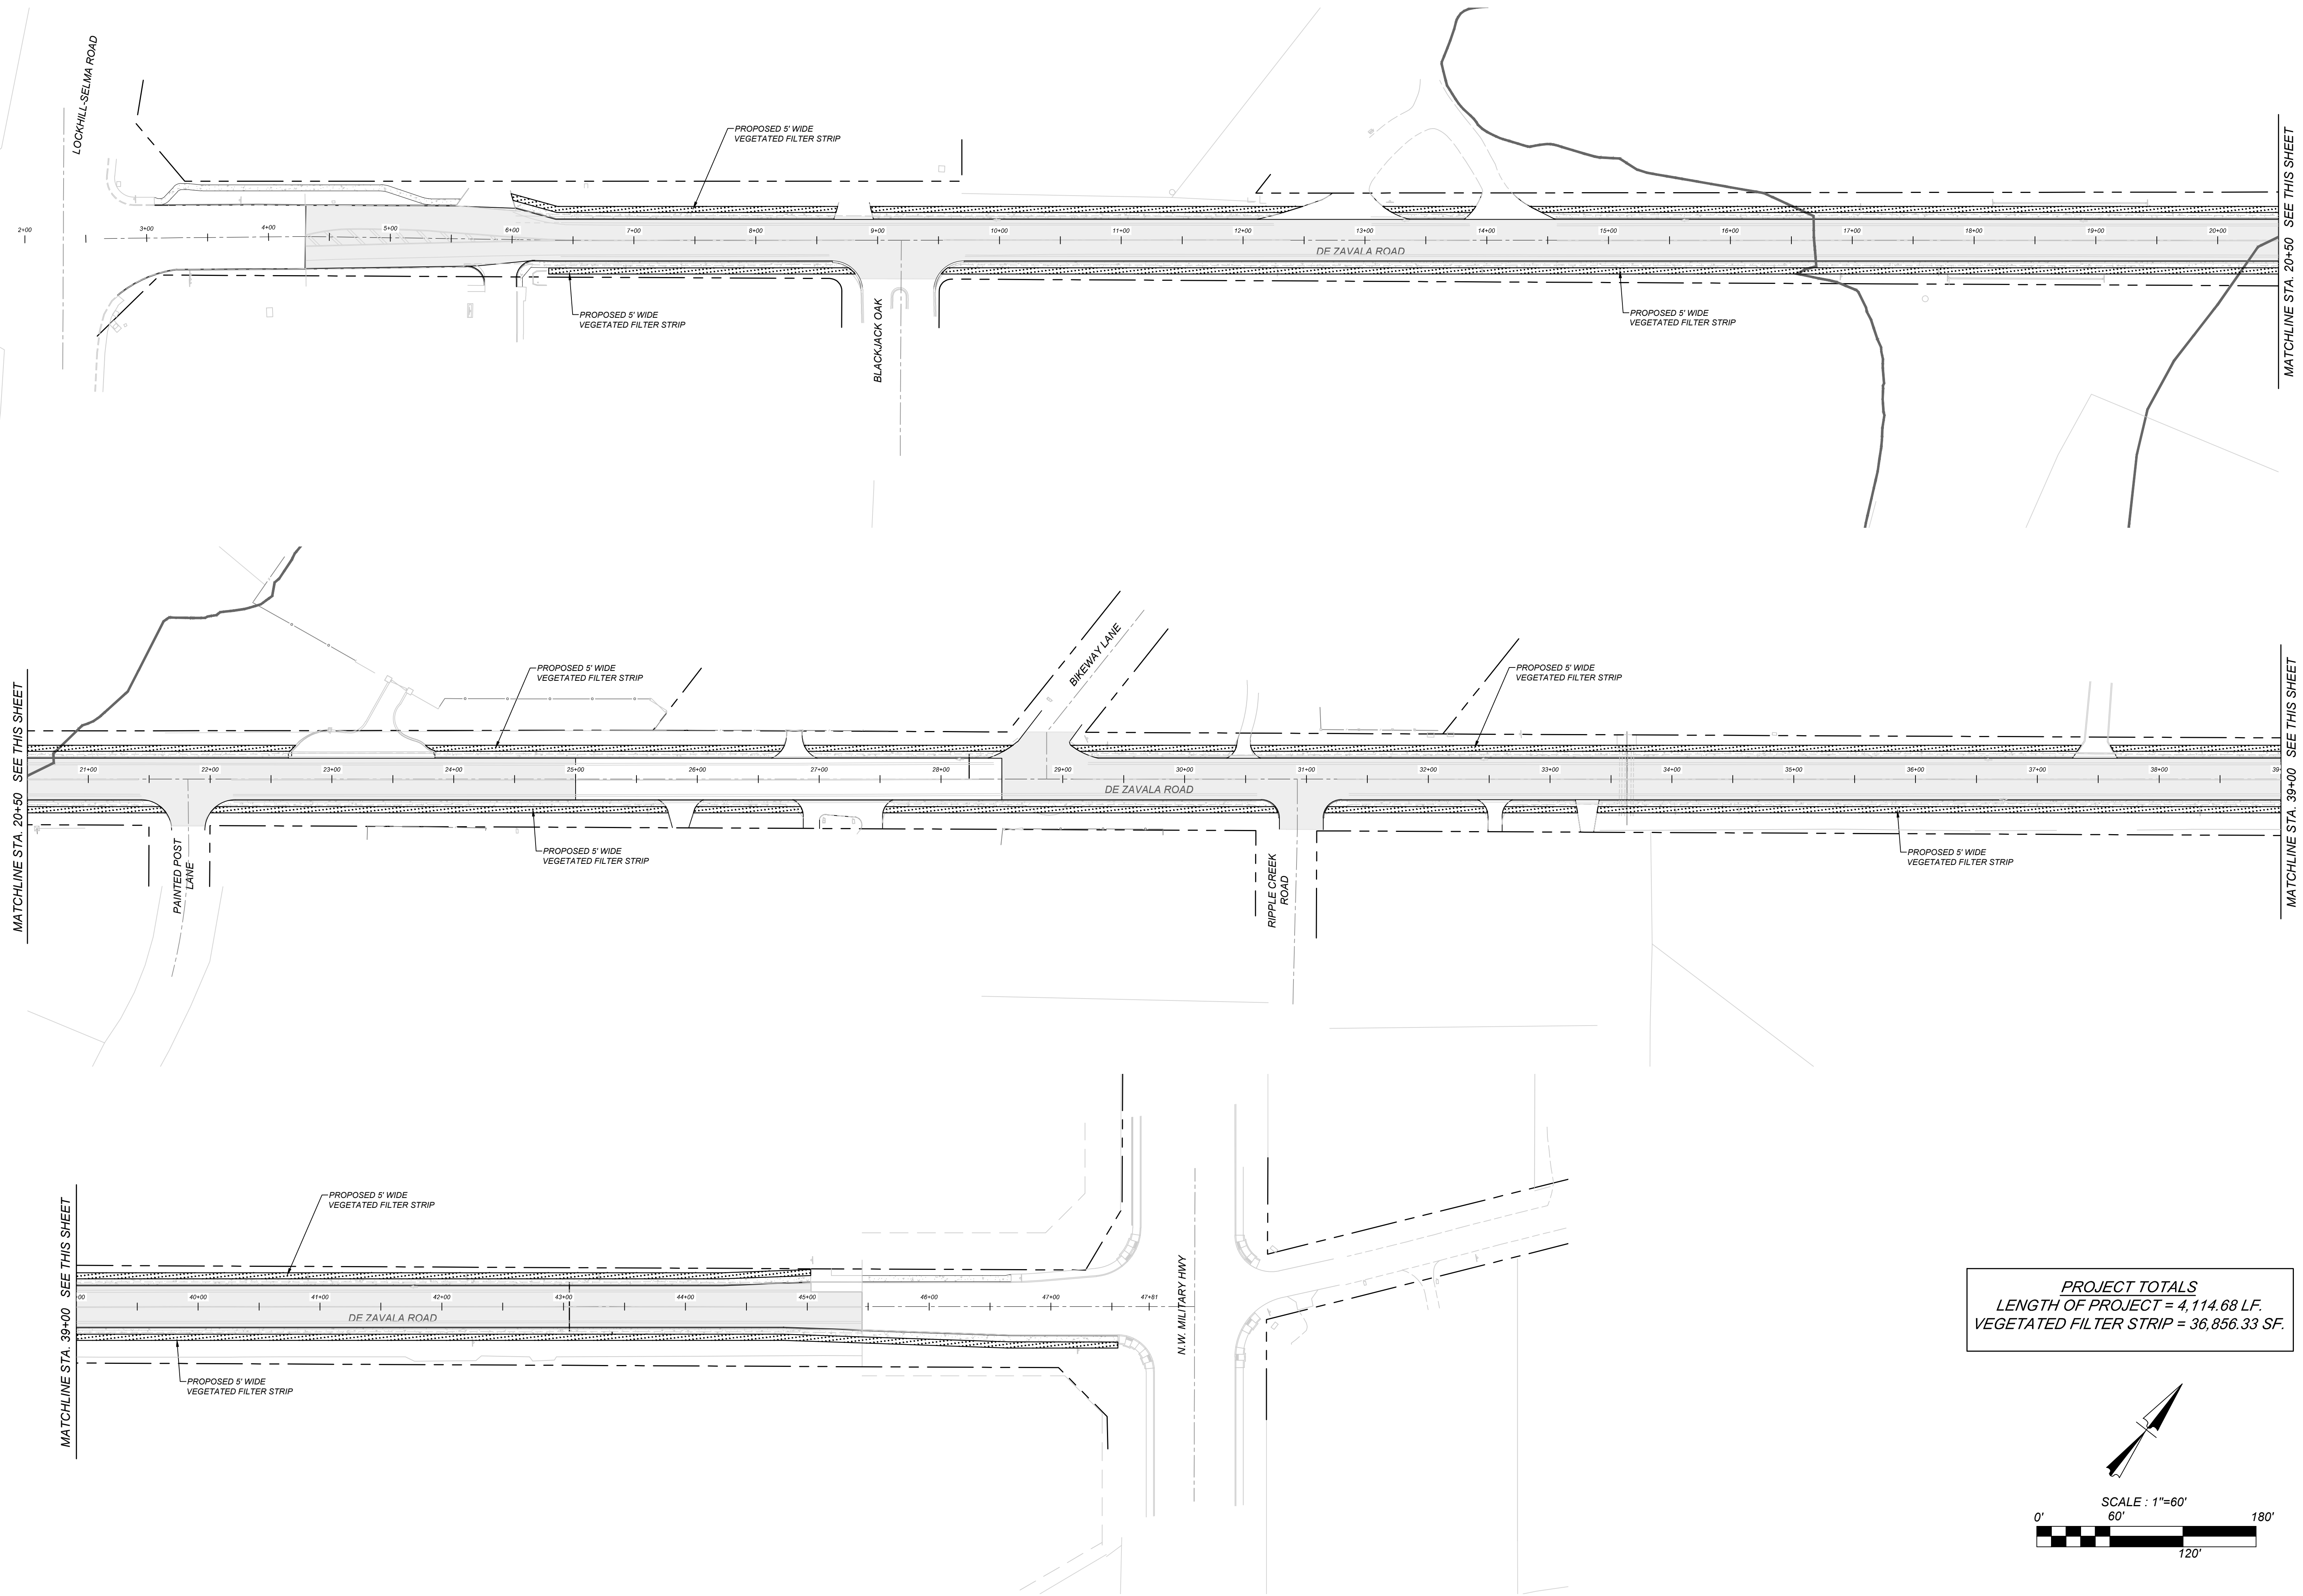 LOCKHILL-SELMA ROAD
PROPOSED 5' WIDE
VEGETATED FILTER STRIP
MATCHLINE STA. 20+50 SEE THIS SHEET
2+00
3+00
4+00
5+00
6+00
7+00
8+00
9+00
10+00
11+00
12+00
13+00
14+00
15+00
16+00
17+00
18+00
19+00
20+00
DE ZAVALA ROAD
PROPOSED 5' WIDE
VEGETATED FILTER STRIP
BLACKJACK OAK
PROPOSED 5' WIDE
VEGETATED FILTER STRIP
MATCHLINE STA. 20+50 SEE THIS SHEET
PROPOSED 5' WIDE
VEGETATED FILTER STRIP
BIKEWAY LANE
PROPOSED 5' WIDE
VEGETATED FILTER STRIP
MATCHLINE STA. 39+00 SEE THIS SHEET
21+00
22+00
23+00
24+00
25+00
26+00
27+00
28+00
29+00
30+00
31+00
32+00
33+00
34+00
35+00
36+00
37+00
38+00
39+
DE ZAVALA ROAD
PAINTED POST
LANE
PROPOSED 5' WIDE
VEGETATED FILTER STRIP
RIPPLE CREEK
ROAD
PROPOSED 5' WIDE
VEGETATED FILTER STRIP
MATCHLINE STA. 39+00 SEE THIS SHEET
PROPOSED 5' WIDE
VEGETATED FILTER STRIP
+00
40+00
41+00
42+00
43+00
44+00
45+00
46+00
47+00
47+81
DE ZAVALA ROAD
N.W. MILITARY HWY
PROPOSED 5' WIDE
VEGETATED FILTER STRIP
PROJECT TOTALS
LENGTH OF PROJECT = 4,114.68 LF.
VEGETATED FILTER STRIP = 36,856.33 SF.
SCALE : 1"=60'
0'
60'
180'
120'